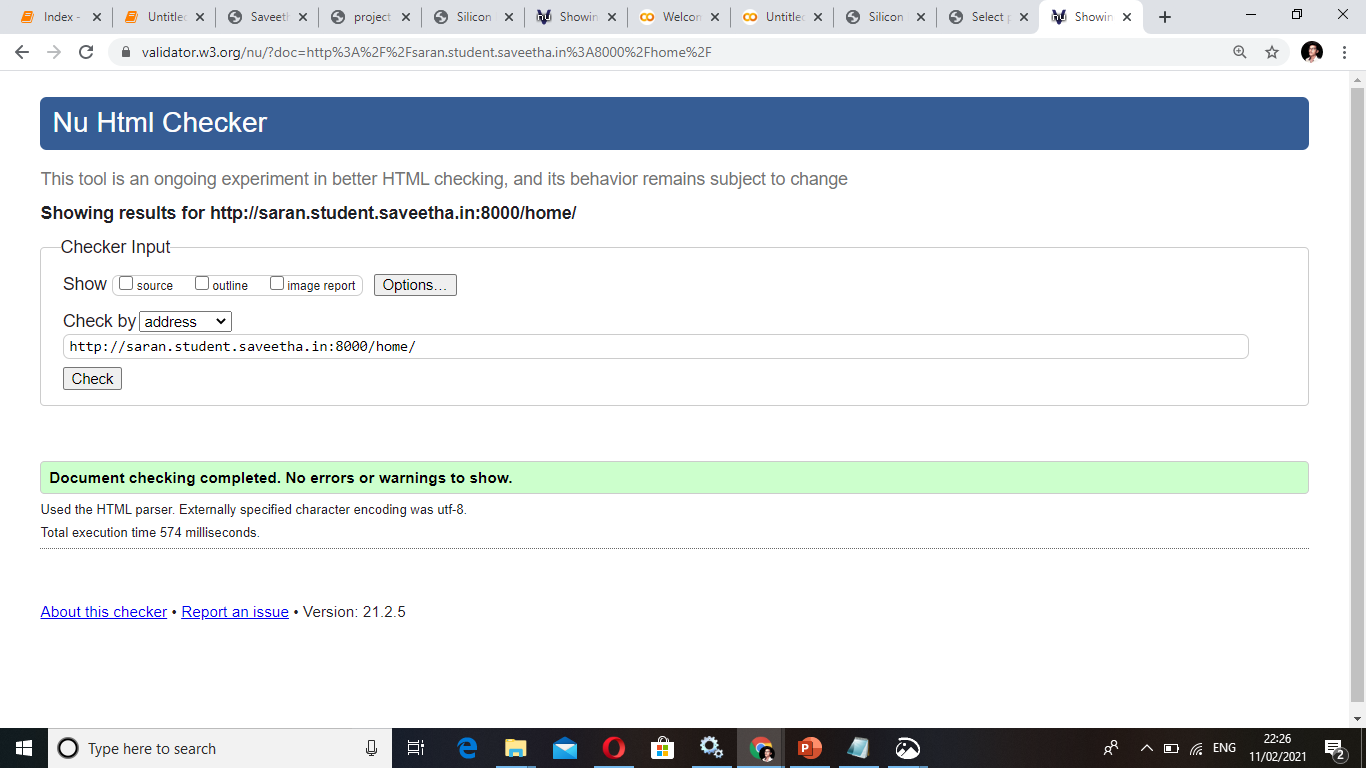 Index -
Untitled
Saveeth
project
Silicon
Showin
Welcon
Untitled
Silicon
Select p
Showin
validator.w3.org/nu/?doc=http%3A%2F%2Fsaran.student.saveetha.in%3A8000%2Fhome%2F
Nu Html Checker
This tool is an ongoing experiment in better HTML checking, and its behavior remains subject to change
Showing results for http://saran.student.saveetha.in:8000/home/
Checker Input
Show source outline image report Options...
Check by address
http://saran.student.saveetha.in:8000/home/
Check
Document checking completed. No errors or warnings to show.
Used the HTML parser. Externally specified character encoding was utf-8.
Total execution time 574 milliseconds.
About this checker • Report an issue • Version: 21.2.5
Type here to search
ENG
22:26
11/02/2021
2